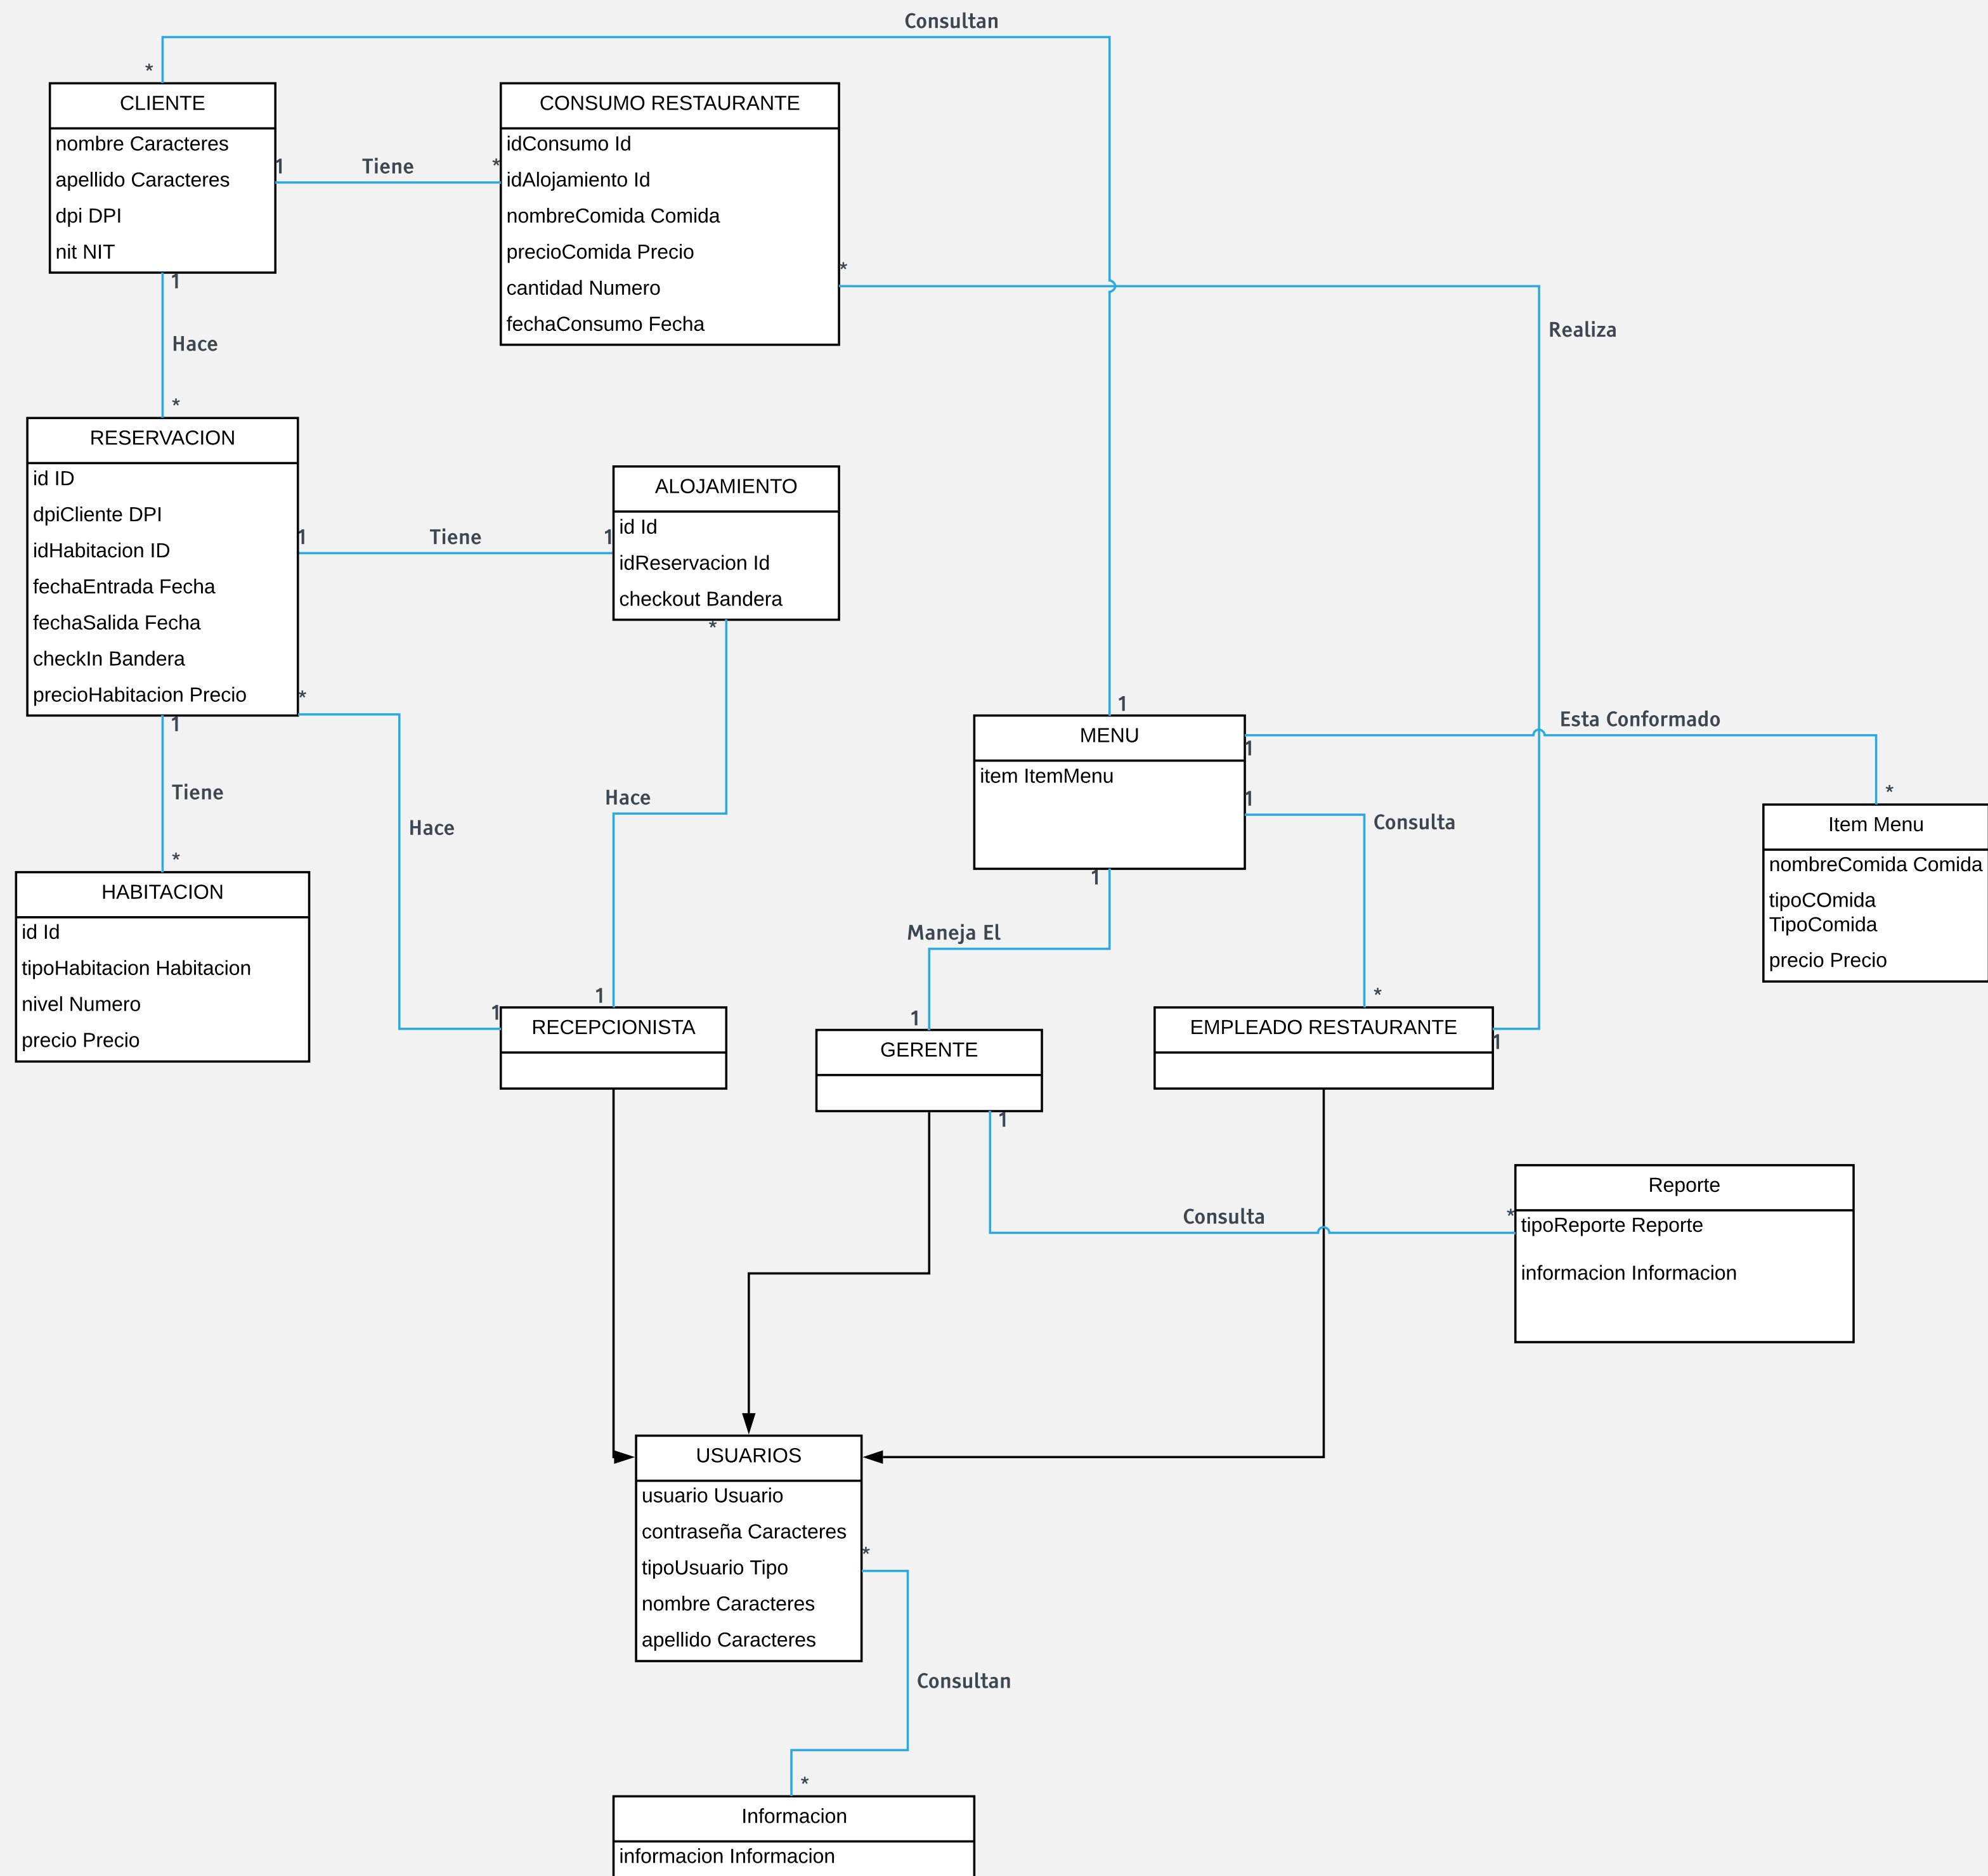 Consultan
*
CLIENTE
nombre Caracteres
apellido Caracteres
dpi DPI
nit NIT
1
Tiene
*
CONSUMO RESTAURANTE
idConsumo Id
idAlojamiento Id
nombreComida Comida
precioComida Precio
cantidad Numero
fechaConsumo Fecha
*
Realiza
1
Hace
*
RESERVACION
id ID
dpiCliente DPI
idHabitacion ID
fechaEntrada Fecha
fechaSalida Fecha
checkIn Bandera
precioHabitacion Precio
1
Tiene
1
ALOJAMIENTO
id Id
idReservacion Id
checkout Bandera
*
*
1
Tiene
*
Hace
Hace
1
MENU
item ItemMenu
1
Esta Conformado
*
1
Consulta
1
Item Menu
nombreComida Comida
tipoCOmida
TipoComida
precio Precio
HABITACION
id Id
tipoHabitacion Habitacion
nivel Numero
precio Precio
Maneja El
1
1
RECEPCIONISTA
1
GERENTE
*
EMPLEADO RESTAURANTE
1
1
Consulta
*
Reporte
tipoReporte Reporte
informacion Informacion
USUARIOS
usuario Usuario
contraseña Caracteres
tipoUsuario Tipo
nombre Caracteres
apellido Caracteres
*
Consultan
*
Informacion
informacion Informacion